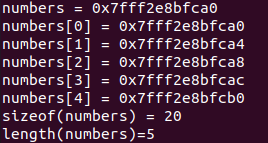 numbers = 0x7fff2e8bfca0
numbers[0] = 0x7fff2e8bfca0
numbers[1] = 0x7fff2e8bfca4
numbers[2] = 0x7fff2e8bfca8
numbers[3] = 0x7fff2e8bfcac
numbers[4] = 0x7fff2e8bfcb0
sizeof(numbers) = 20
length(numbers)=5